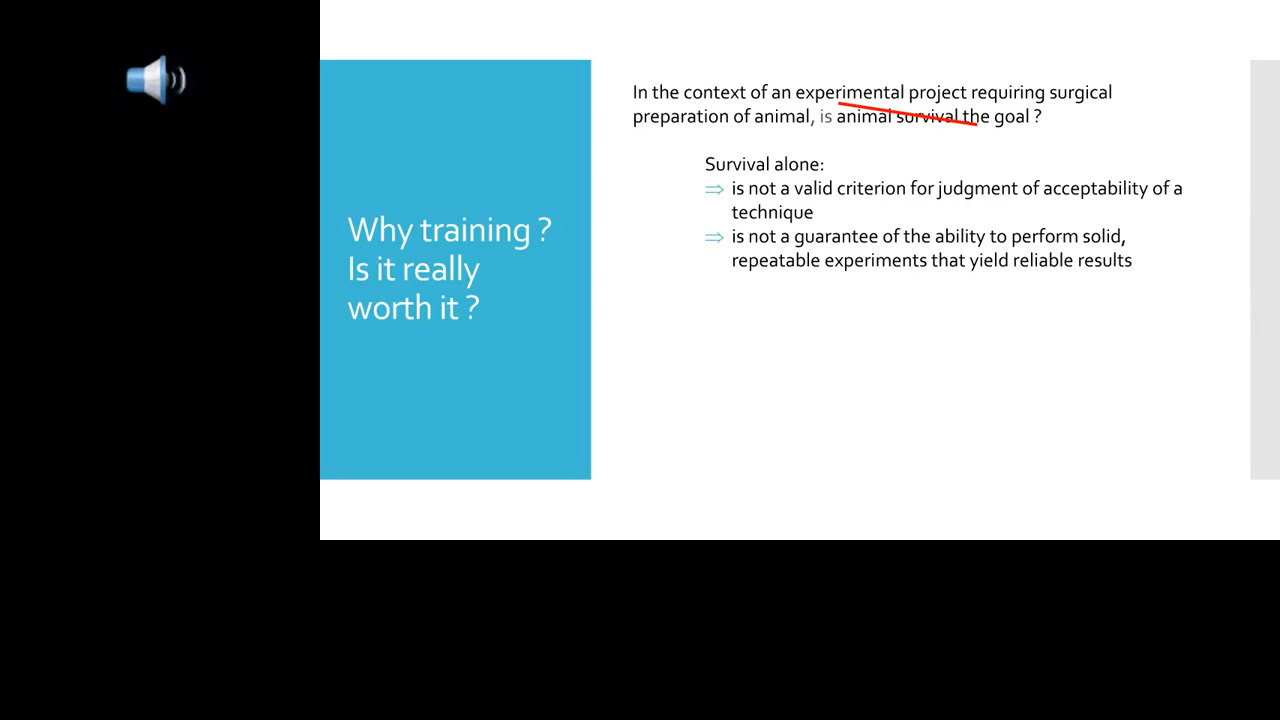 Why training ?
Is it really
worth it ?
In the context of an experimental project requiring surgical
preparation of animal, is animal survival the goal ?
Survival alone:
⇒ is not a valid criterion for judgment of acceptability of a
technique
⇒ is not a guarantee of the ability to perform solid,
repeatable experiments that yield reliable results